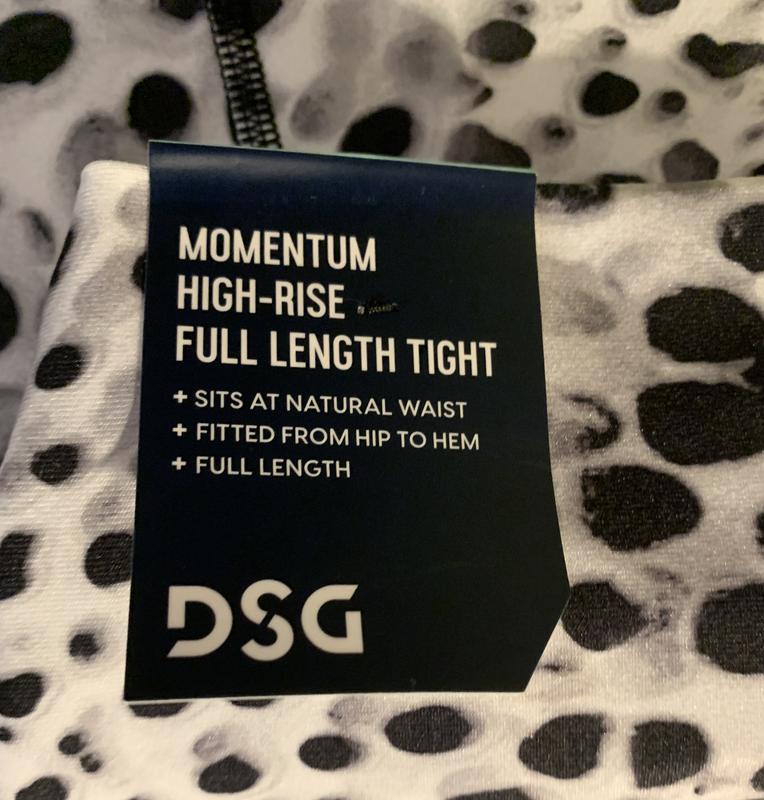 MOMENTUM
HIGH-RISE
FULL LENGTH TIGHT
+ SITS AT NATURAL WAIST
+ FITTED FROM HIP TO HEM
+ FULL LENGTH
DSG